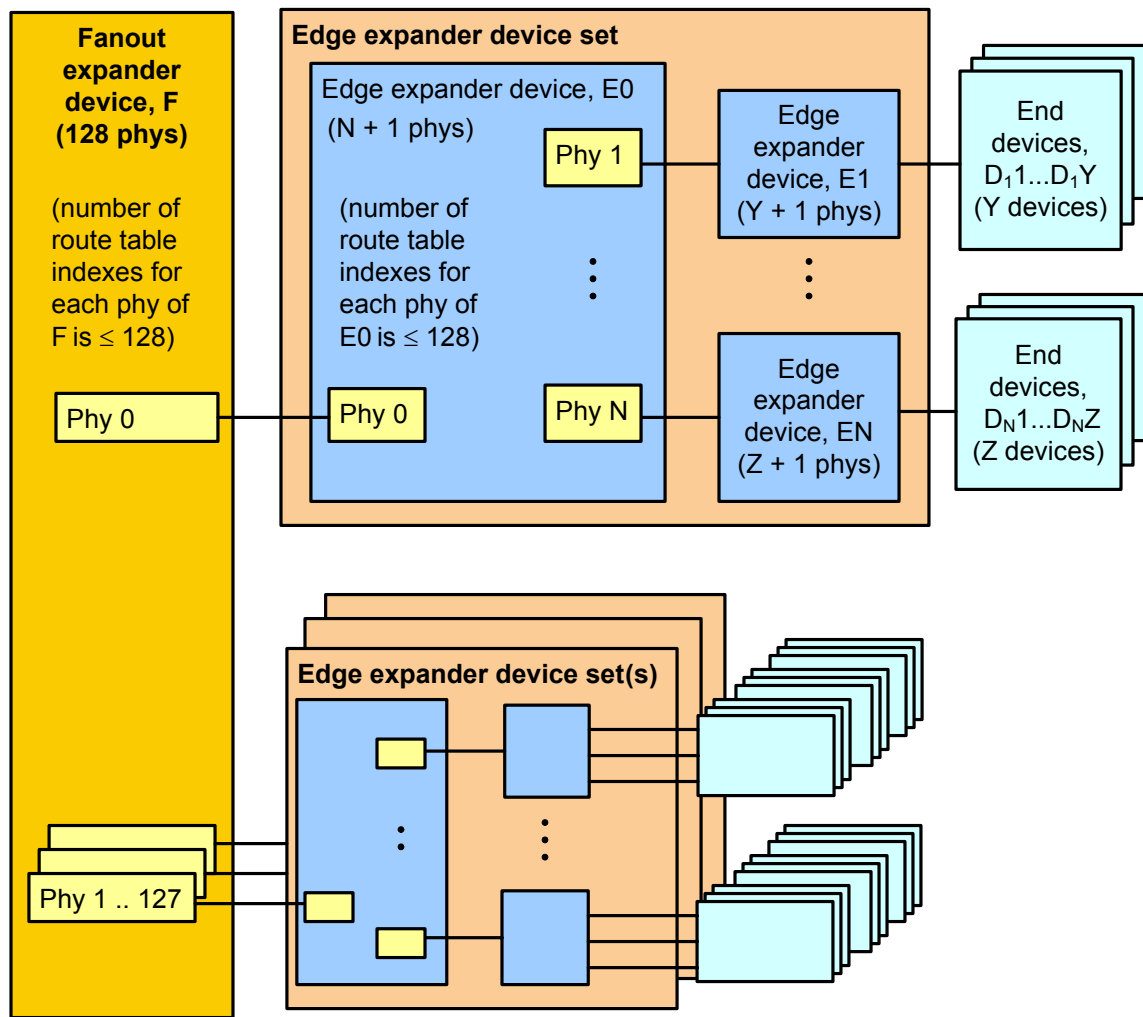 Fanout
expander
device, F
(128 phys)
(number of
route table
indexes for
each phy of
F is ≤ 128)
Phy 0
Edge expander device set
Edge expander device, E0
(N + 1 phys)
(number of
route table
indexes for
each phy of
E0 is ≤ 128)
Phy 0
Phy 1
Phy N
Edge
expander
device, E1
(Y + 1 phys)
Edge
expander
device, EN
(Z + 1 phys)
End
devices,
D₁1...D₁Y
(Y devices)
End
devices,
D_N1...D_NZ
(Z devices)
Edge expander device set(s)
Phy 1 .. 127